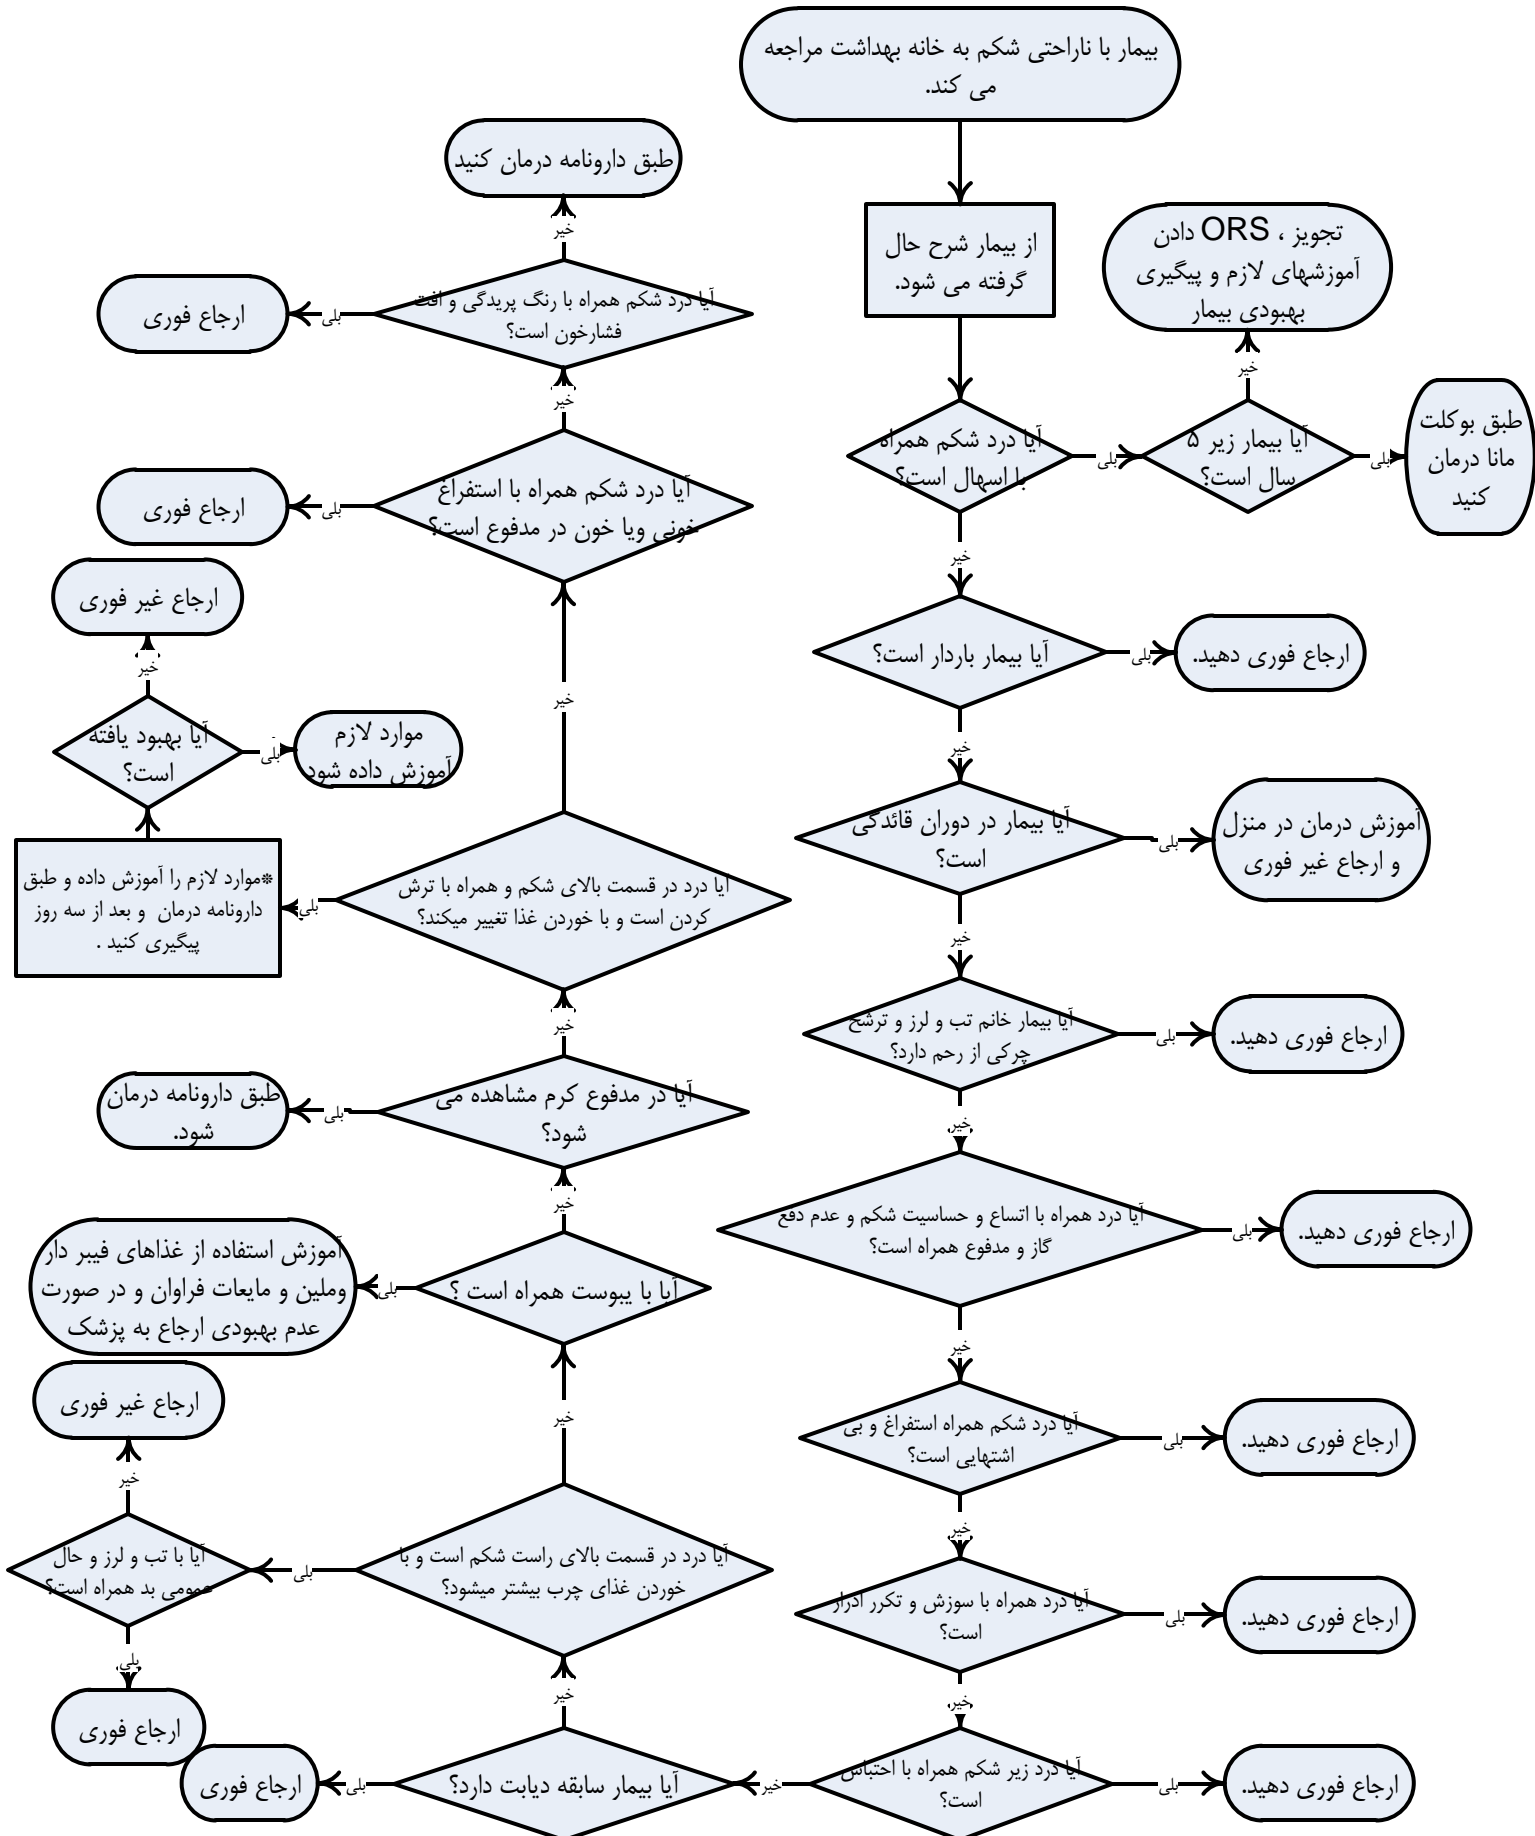 بیمار با ناراحتی شکم به خانه بهداشت مراجعه
می کند.
از بیمار شرح حال
گرفته می شود.
آیا درد شکم همراه
با اسهال است؟
بلی
آیا بیمار زیر ۵
سال است؟
خیر
تجویز ، ORS دادن
آموزشهای لازم و پیگیری
بهبودی بیمار
بلی
طبق بوکلت
مانا درمان
کنید
خیر
آیا بیمار باردار است؟
بلی
ارجاع فوری دهید.
خیر
آیا بیمار در دوران قائدگی
است؟
بلی
آموزش درمان در منزل
و ارجاع غیر فوری
خیر
آیا بیمار خانم تب و لرز و ترشح
چرکی از رحم دارد؟
بلی
ارجاع فوری دهید.
خیر
آیا درد همراه با اتساع و حساسیت شکم و عدم دفع
گاز و مدفوع همراه است؟
بلی
ارجاع فوری دهید.
خیر
آیا درد شکم همراه استفراغ و بی
اشتهایی است؟
بلی
ارجاع فوری دهید.
خیر
آیا درد همراه با سوزش و تکرر ادرار
است؟
بلی
ارجاع فوری دهید.
خیر
آیا درد زیر شکم همراه با احتباس
است؟
بلی
ارجاع فوری دهید.
خیر
آیا بیمار سابقه دیابت دارد؟
بلی
ارجاع فوری
خیر
آیا درد در قسمت بالای راست شکم است و با
خوردن غذای چرب بیشتر میشود؟
بلی
آیا با تب و لرز و حال
عمومی بد همراه است؟
خیر
ارجاع غیر فوری
بلی
ارجاع فوری
خیر
آیا با یبوست همراه است ؟
بلی
آموزش استفاده از غذاهای فیبر دار
وملین و مایعات فراوان و در صورت
عدم بهبودی ارجاع به پزشک
خیر
آیا در مدفوع کرم مشاهده می
شود؟
بلی
طبق دارونامه درمان
شود.
خیر
آیا درد در قسمت بالای شکم و همراه با ترش
کردن است و با خوردن غذا تغییر میکند؟
بلی
*موارد لازم را آموزش داده و طبق
دارونامه درمان و بعد از سه روز
پیگیری کنید .
آیا بهبود یافته
است؟
بلی
موارد لازم
آموزش داده شود
خیر
ارجاع غیر فوری
خیر
آیا درد شکم همراه با استفراغ
خونی ویا خون در مدفوع است؟
بلی
ارجاع فوری
خیر
آیا درد شکم همراه با رنگ پریدگی و افت
فشارخون است؟
بلی
ارجاع فوری
خیر
طبق دارونامه درمان کنید